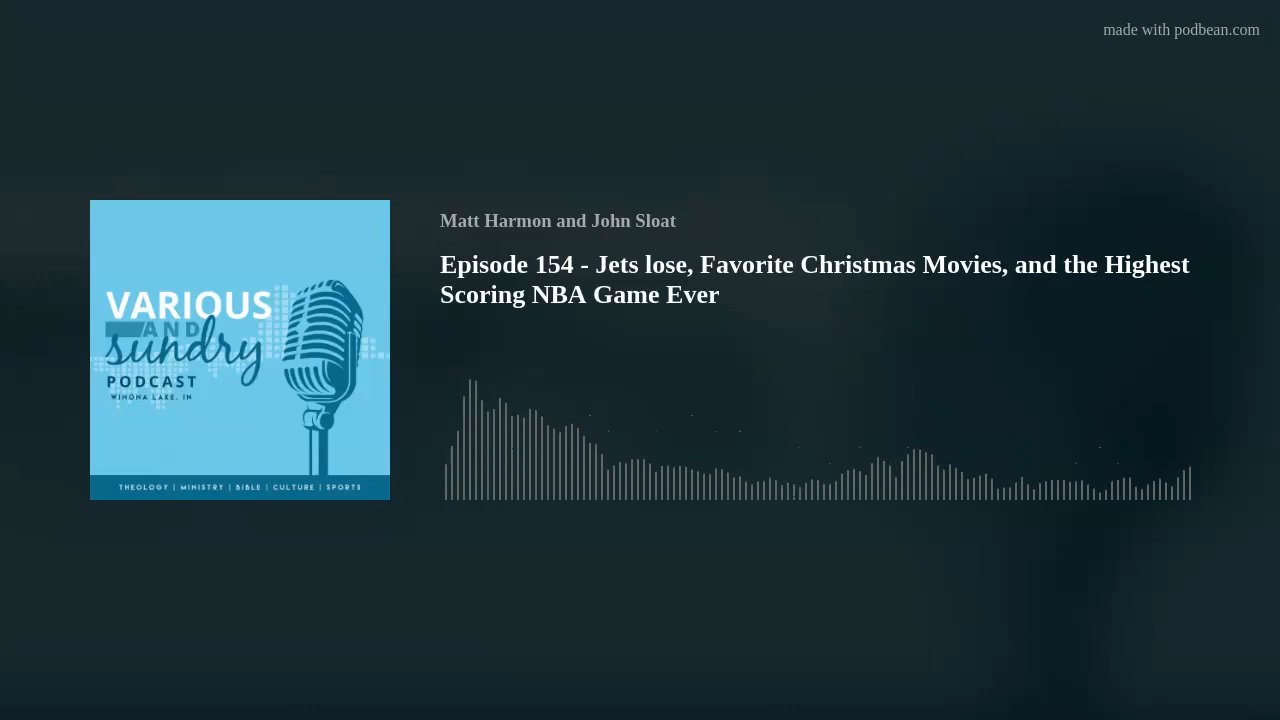 made with podbean.com
Matt Harmon and John Sloat
Episode 154 - Jets lose, Favorite Christmas Movies, and the Highest
Scoring NBA Game Ever
VARIOUS
AND
sundry
PODCAST
WINONA LAKE, IN
THEOLOGY | MINISTRY | BIBLE | CULTURE | SPORTS